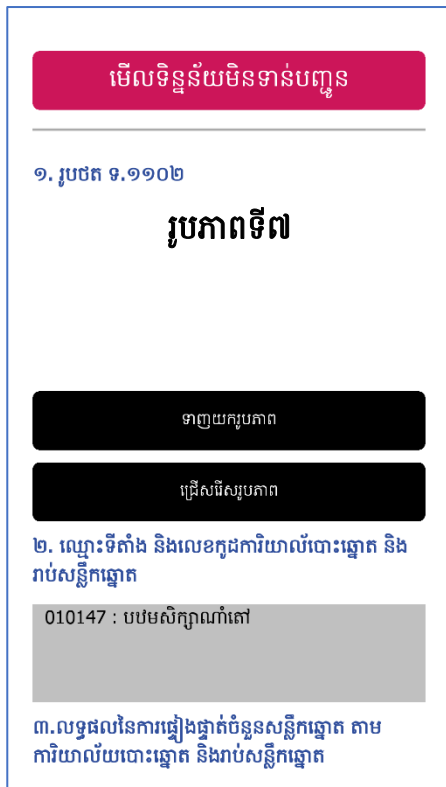 មើលទិន្នន័យមិនទាន់បញ្ជូន
១. រូបថត ទ.១១០២
រូបភាពទី៧
ទាញយករូបភាព
ជ្រើសរើសរូបភាព
២. ឈ្មោះទីតាំង និងលេខកូដការិយាល័បោះឆ្នោត និង
រាប់សន្លឹកឆ្នោត
010147 : បឋមសិក្សាណាំតៅ
៣.លទ្ធផលនៃការផ្ទៀងផ្ទាត់ចំនួនសន្លឹកឆ្នោត តាម
ការិយាល័យបោះឆ្នោត និងរាប់សន្លឹកឆ្នោត